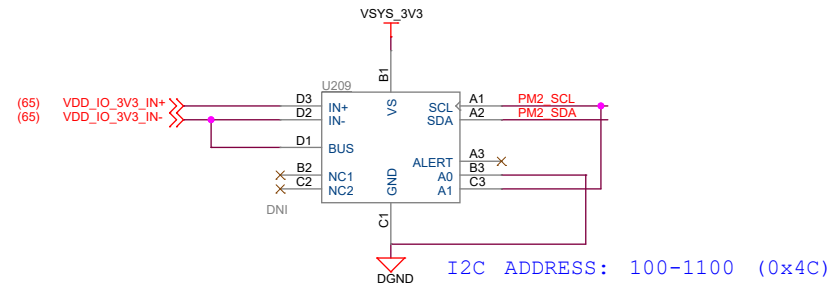 VSYS_3V3
B1
U209
(65) VDD_IO_3V3_IN+ D3 IN+ VS SCL A1 PM2_SCL
(65) VDD_IO_3V3_IN- D2 IN- SDA A2 PM2_SDA
D1 BUS
ALERT A3
B2 NC1 A0 B3
C2 NC2 GND A1 C3
DNI
C1
DGND
I2C ADDRESS: 100-1100 (0x4C)